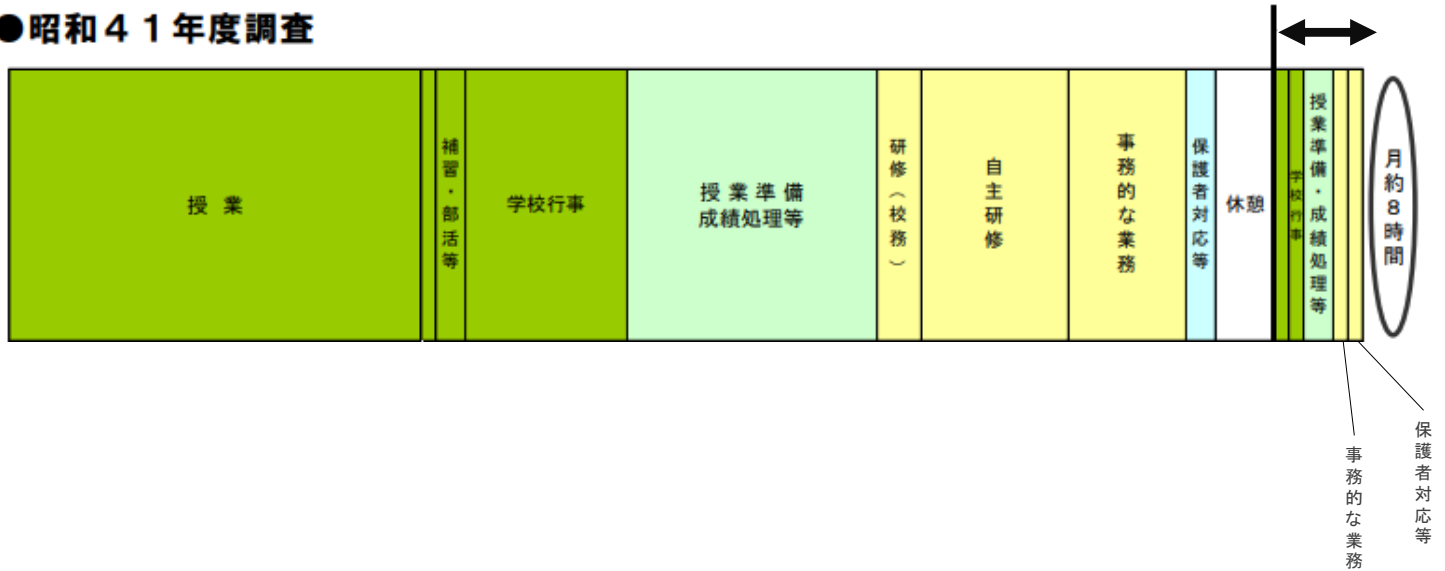 ●昭和41年度調査
授業
補習・部活等
学校行事
授業準備
成績処理等
研修（校務）
自主研修
事務的な業務
保護者対応等
休憩
学校行事
授業準備・成績処理等
月約8時間
事務的な業務
保護者対応等